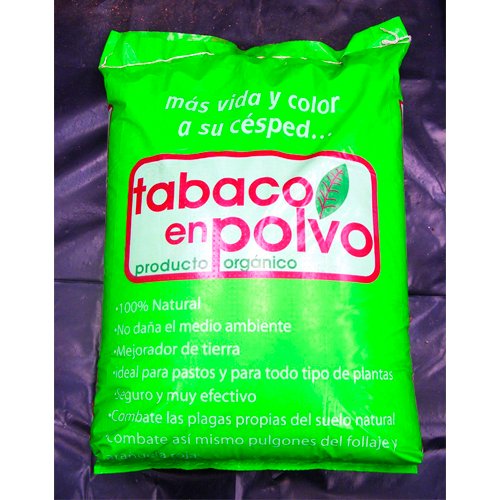 más vida y color
a su césped...
tabaco
en polvo
producto orgánico
•100% Natural
•No daña el medio ambiente
•Mejorador de tierra
•ideal para pastos y para todo tipo de plantas
•Seguro y muy efectivo
•Combate las plagas propias del suelo natural
combate así mismo pulgones del follaje y